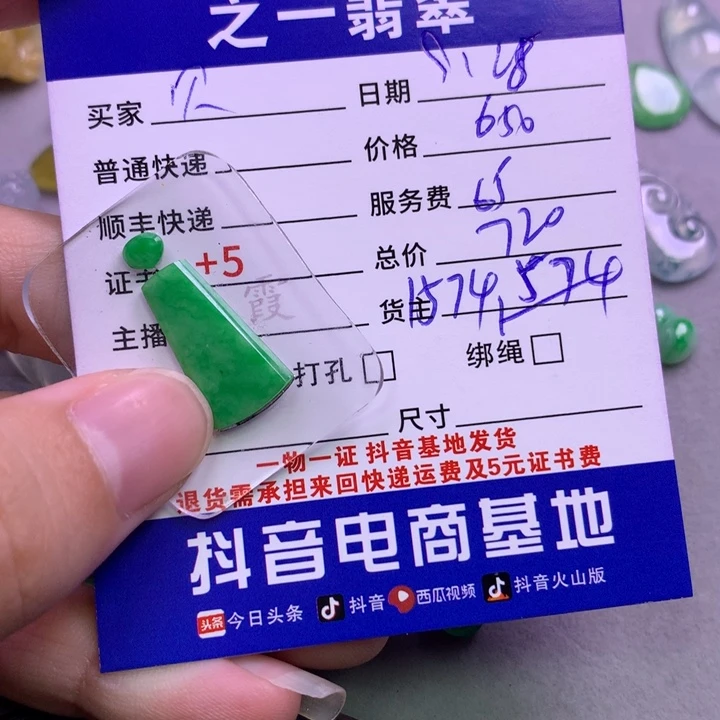 之一翡翠
买家
日期 8.28
普通快递
价格 650
顺丰快递
服务费 65
证书 +5
总价 720
主播 霞
货主 1574,574
打孔 □
绑绳 □
尺寸
一物一证 抖音基地发货
退货需承担来回快递运费及5元证书费
抖音电商基地
头条 今日头条 抖音 西瓜视频 抖音火山版